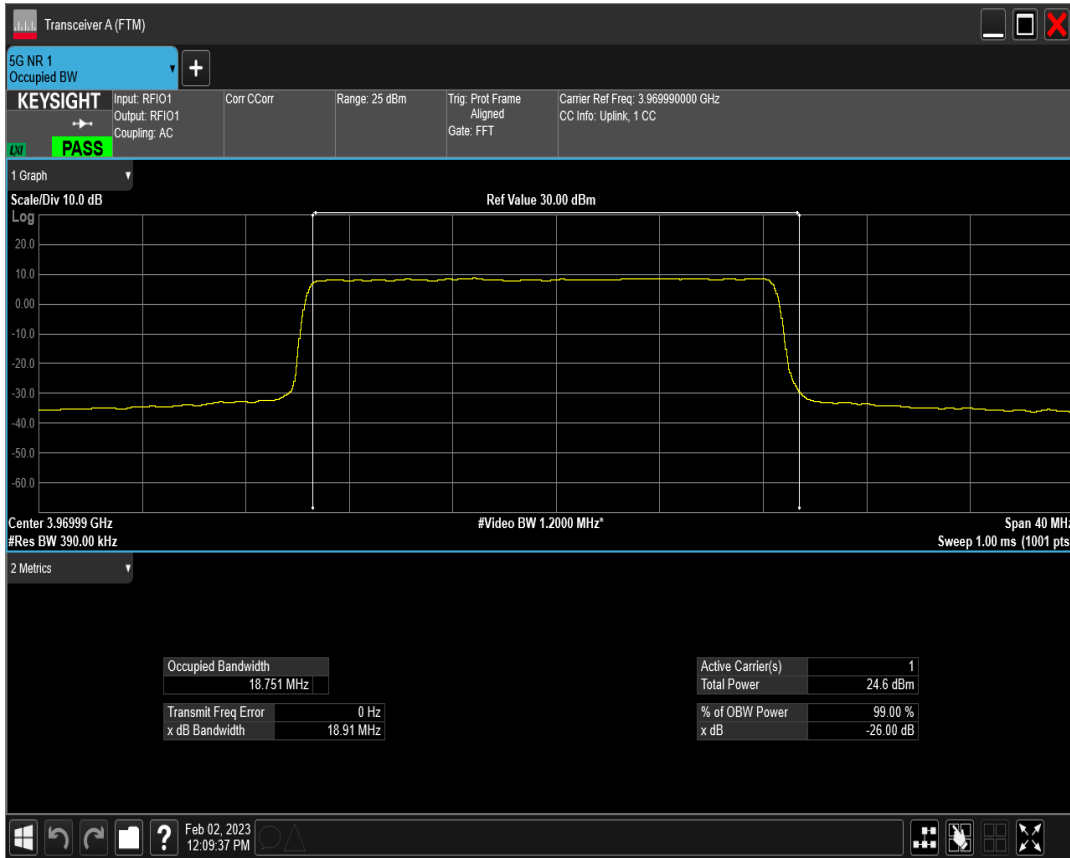 Transceiver A (FTM)
5G NR 1
Occupied BW
+
KEYSIGHT
LXI
PASS
Input: RFIO1
Output: RFIO1
Coupling: AC
Corr CCorr
Range: 25 dBm
Trig: Prot Frame
Aligned
Gate: FFT
Carrier Ref Freq: 3.969990000 GHz
CC Info: Uplink, 1 CC
1 Graph
Scale/Div 10.0 dB
Ref Value 30.00 dBm
Log
20.0
10.0
0.00
-10.0
-20.0
-30.0
-40.0
-50.0
-60.0
Center 3.96999 GHz
#Video BW 1.2000 MHz*
Span 40 MHz
#Res BW 390.00 kHz
Sweep 1.00 ms (1001 pts
2 Metrics
Occupied Bandwidth
18.751 MHz
Transmit Freq Error 0 Hz
x dB Bandwidth 18.91 MHz
Active Carrier(s) 1
Total Power 24.6 dBm
% of OBW Power 99.00 %
x dB -26.00 dB
?
Feb 02, 2023
12:09:37 PM